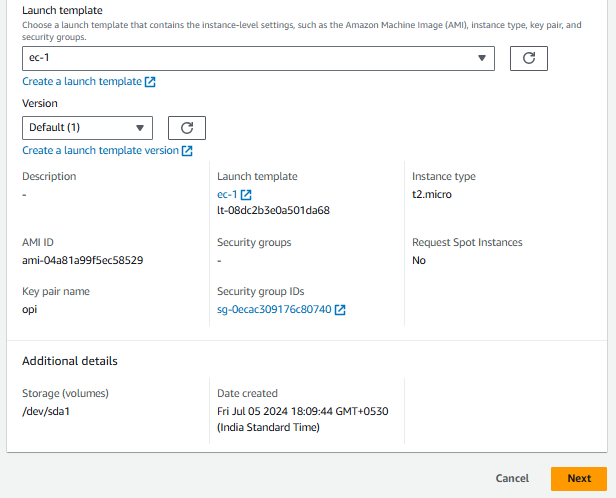 Launch template
Choose a launch template that contains the instance-level settings, such as the Amazon Machine Image (AMI), instance type, key pair, and
security groups.
ec-1
Create a launch template
Version
Default (1)
Create a launch template version
Description
-
Launch template
ec-1
lt-08dc2b3e0a501da68
Instance type
t2.micro
AMI ID
ami-04a81a99f5ec58529
Security groups
-
Request Spot Instances
No
Key pair name
opi
Security group IDs
sg-0ecac309176c80740
Additional details
Storage (volumes)
/dev/sda1
Date created
Fri Jul 05 2024 18:09:44 GMT+0530
(India Standard Time)
Cancel
Next